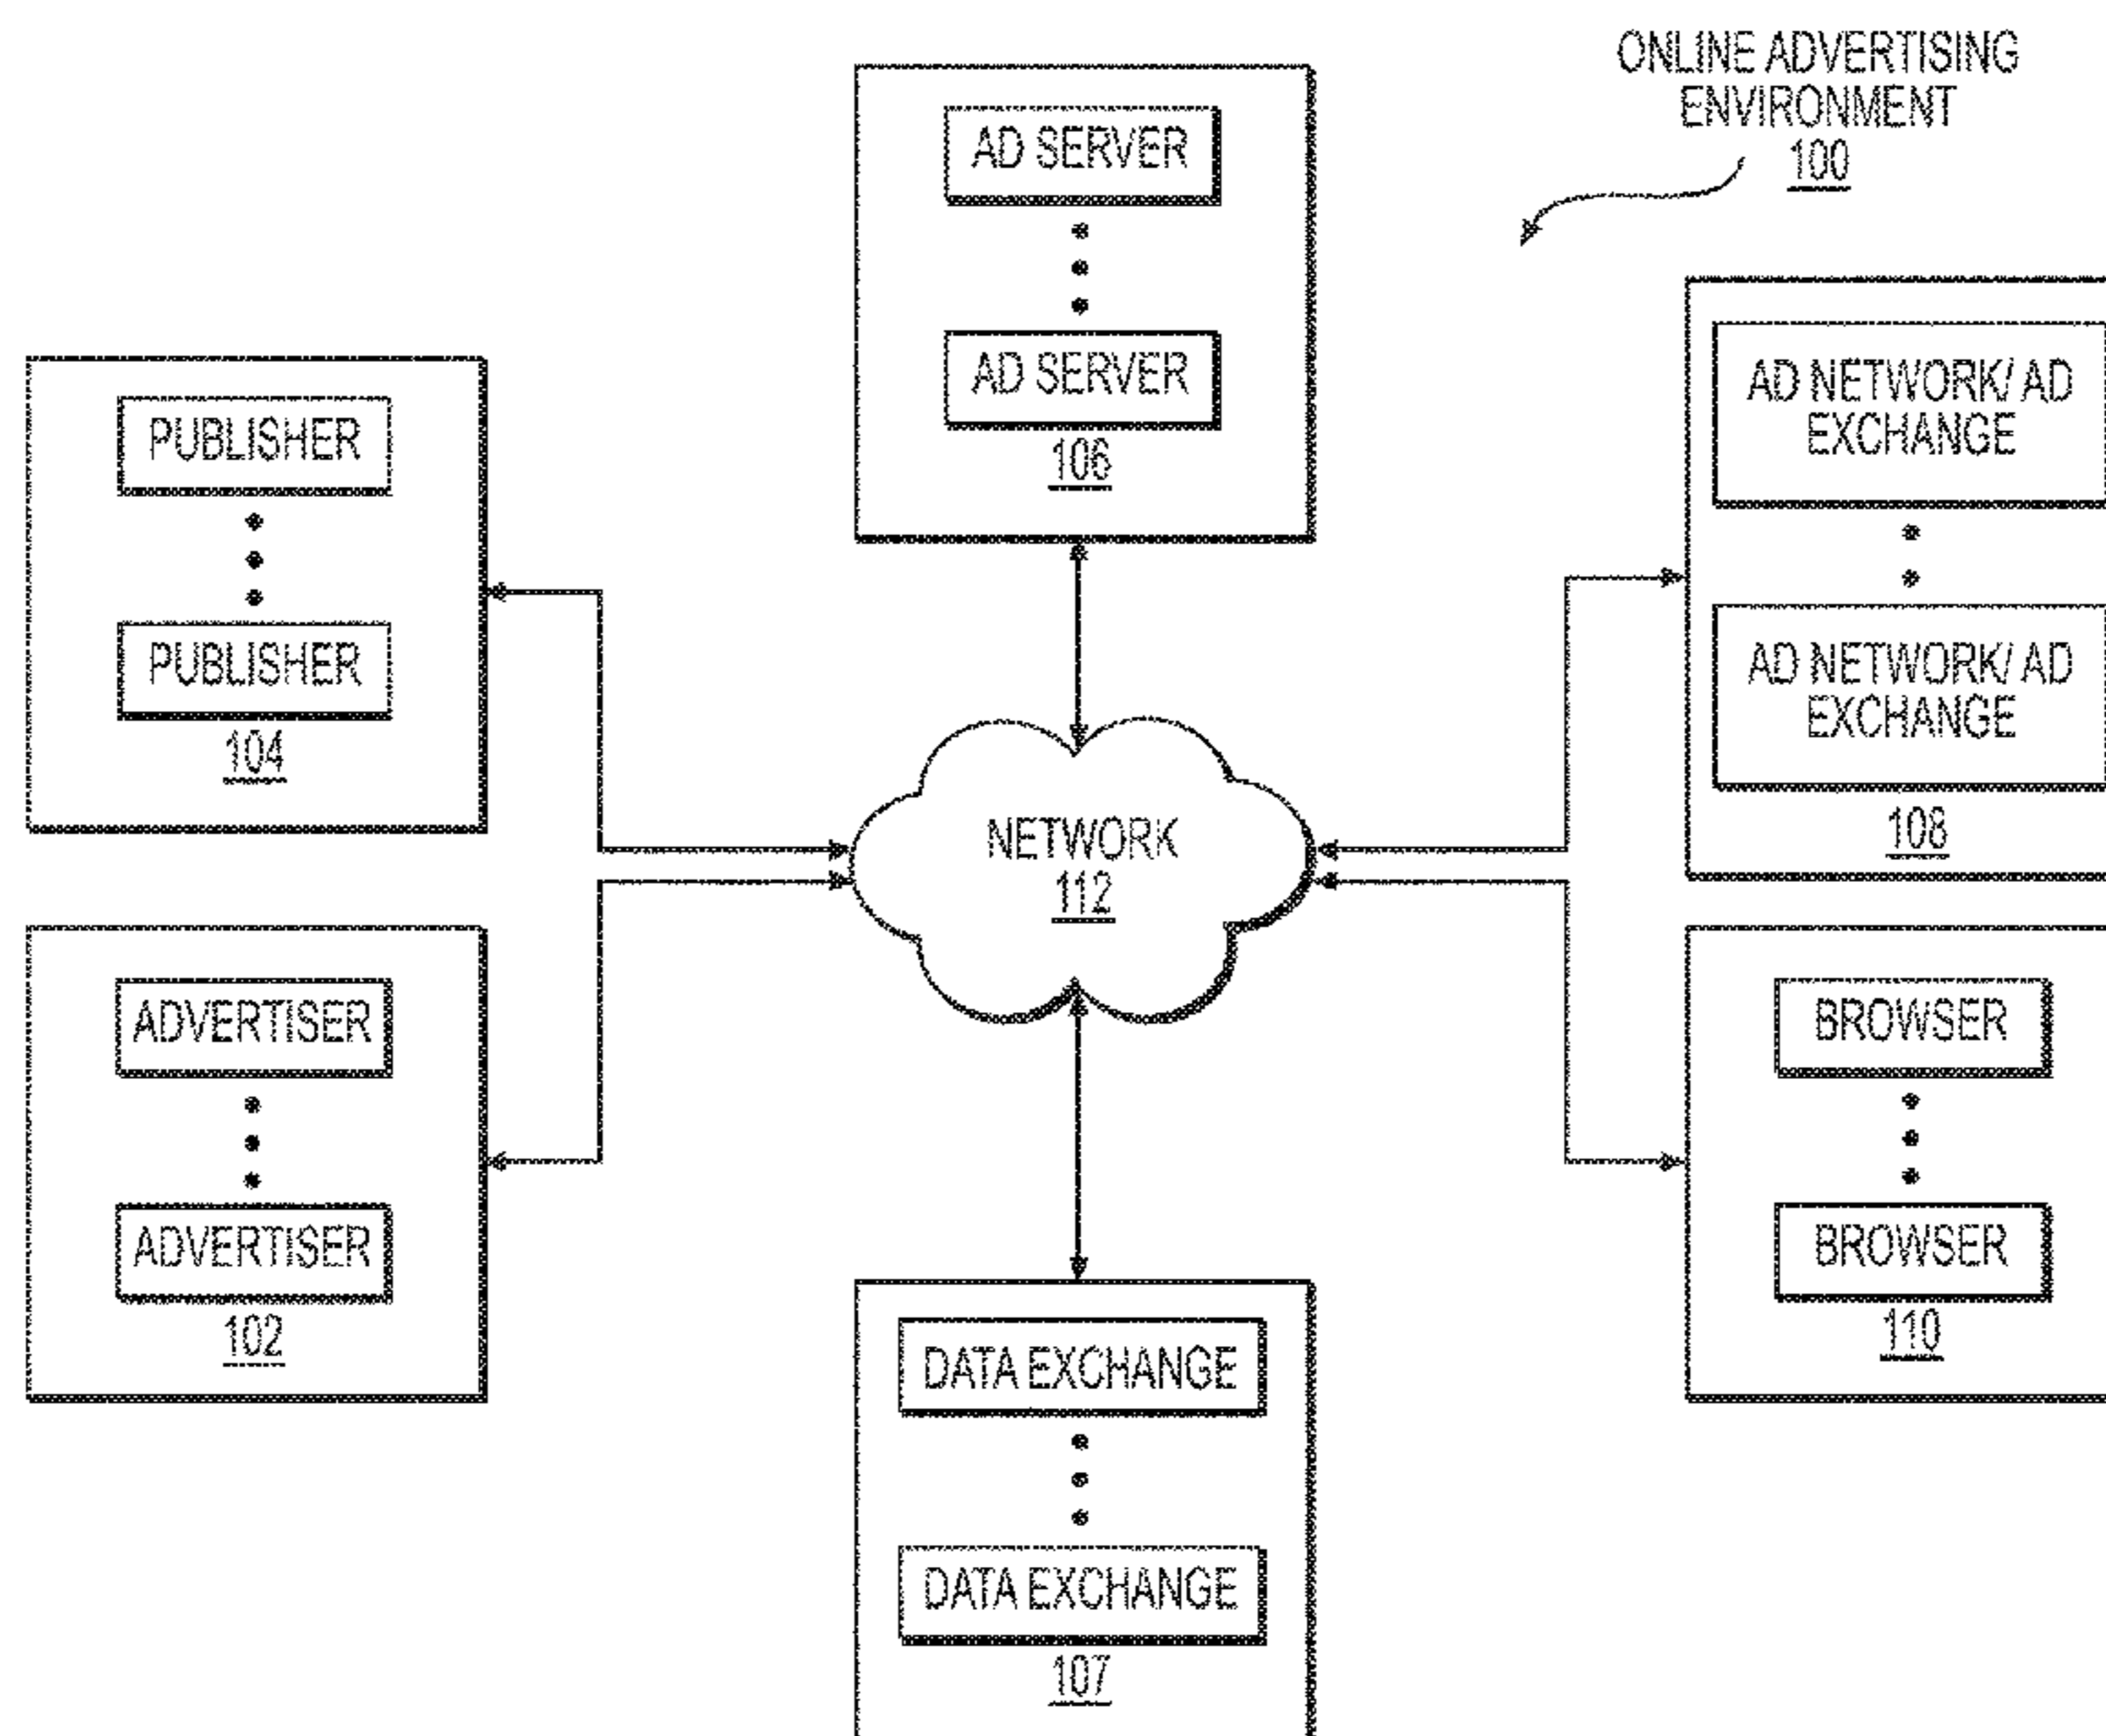 ONLINE ADVERTISING
ENVIRONMENT
100
AD SERVER
AD SERVER
106
PUBLISHER
PUBLISHER
104
AD NETWORK/ AD
EXCHANGE
AD NETWORK/ AD
EXCHANGE
108
NETWORK
112
ADVERTISER
ADVERTISER
102
BROWSER
BROWSER
110
DATA EXCHANGE
DATA EXCHANGE
107